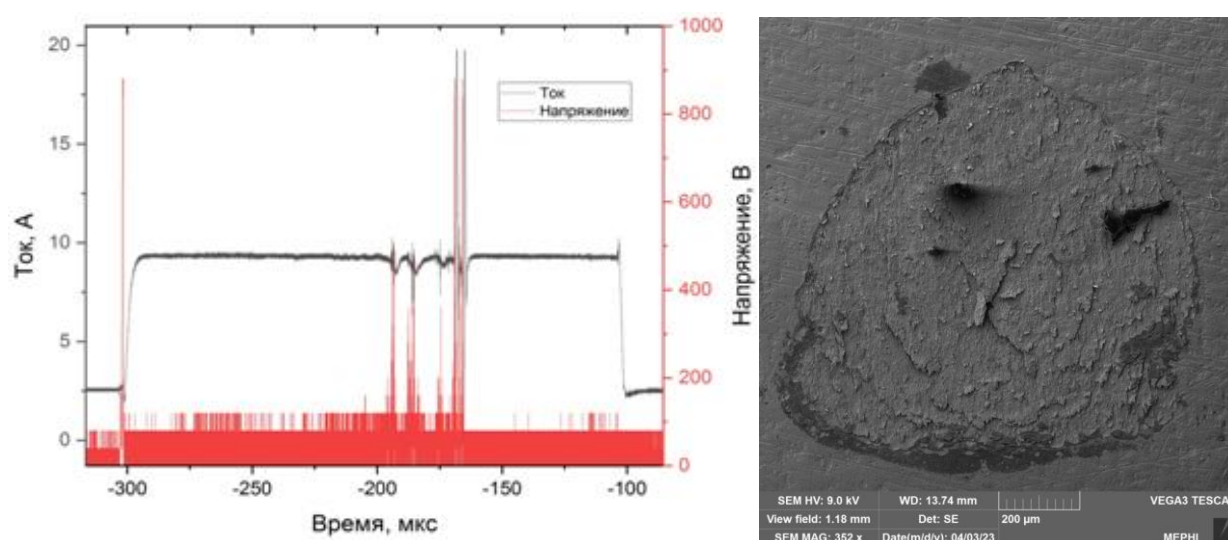 20
15
10
5
0
Ток, А
Ток
Напряжение
1000
800
600
400
200
0
Напряжение, В
-300 -250 -200 -150 -100
Время, мкс
SEM HV: 9.0 kV WD: 13.74 mm VEGA3 TESCA
View field: 1.18 mm Det: SE 200 µm
SEM MAG: 352 x Date(m/d/y): 04/03/23 MEPHI